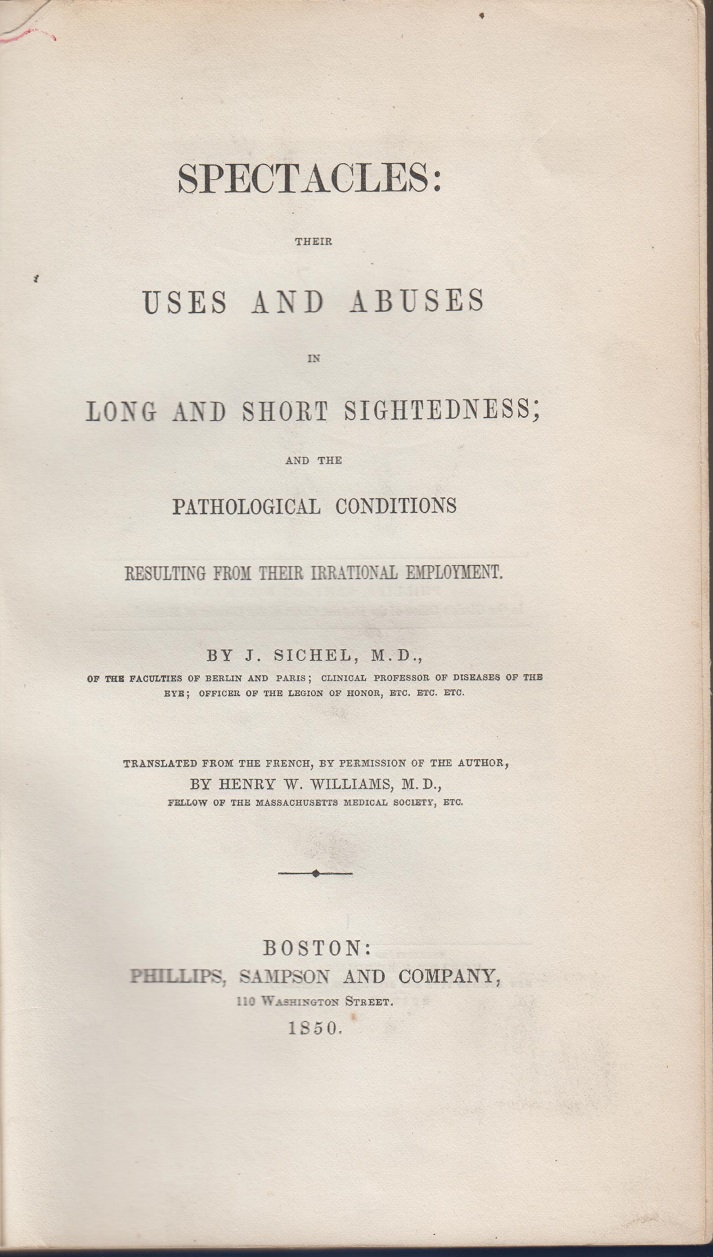 SPECTACLES:
THEIR
USES AND ABUSES
IN
LONG AND SHORT SIGHTEDNESS;
AND THE
PATHOLOGICAL CONDITIONS
RESULTING FROM THEIR IRRATIONAL EMPLOYMENT.
BY J. SICHEL, M.D.,
OF THE FACULTIES OF BERLIN AND PARIS; CLINICAL PROFESSOR OF DISEASES OF THE
EYE; OFFICER OF THE LEGION OF HONOR, ETC. ETC. ETC.
TRANSLATED FROM THE FRENCH, BY PERMISSION OF THE AUTHOR,
BY HENRY W. WILLIAMS, M.D.,
FELLOW OF THE MASSACHUSETTS MEDICAL SOCIETY, ETC.
BOSTON:
PHILLIPS, SAMPSON AND COMPANY,
110 WASHINGTON STREET.
1850.